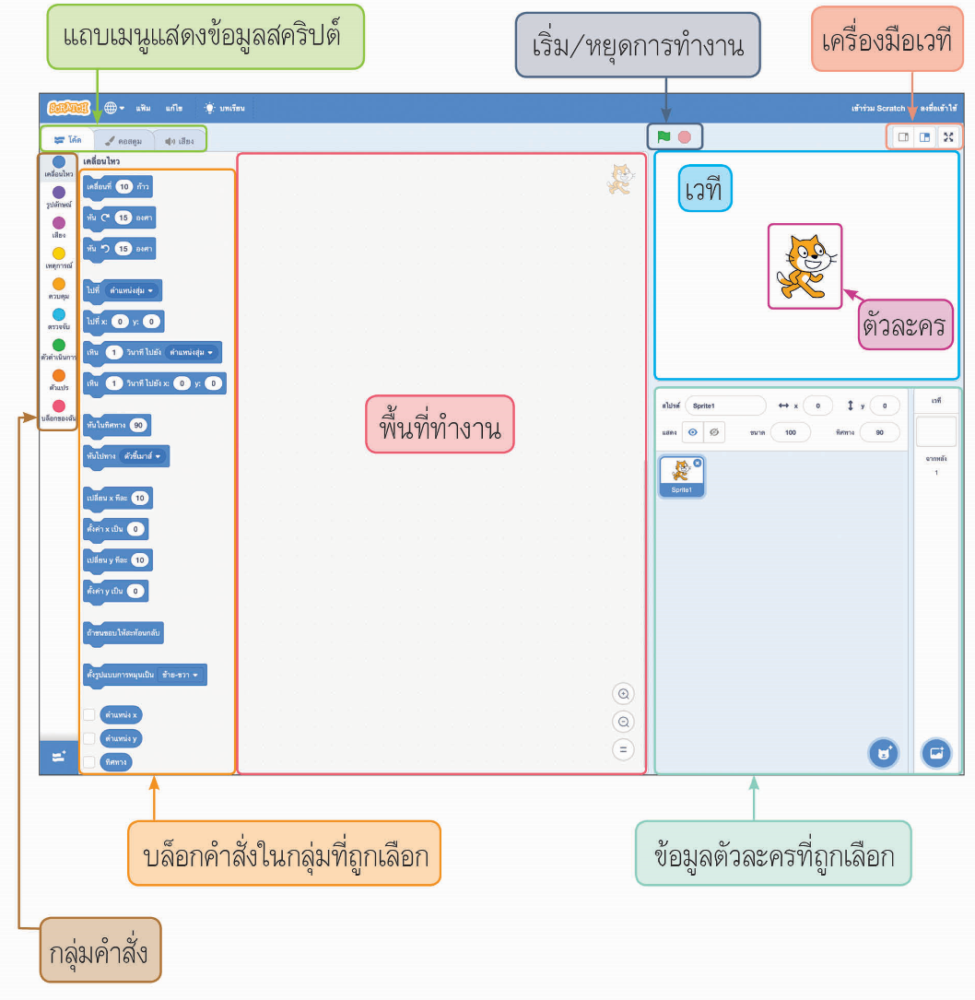 แถบเมนูแสดงข้อมูลสคริปต์
เริ่ม/หยุดการทำงาน
เครื่องมือเวที
SCRATCH
แฟ้ม
แก้ไข
บทเรียน
เข้าร่วม Scratch
ลงชื่อเข้าใช้
โค้ด
คอสตูม
เสียง
เคลื่อนไหว
รูปลักษณ์
เสียง
เหตุการณ์
ควบคุม
ตรวจจับ
ตัวดำเนินการ
ตัวแปร
บล็อกของฉัน
เคลื่อนไหว
เคลื่อนที่ 10 ก้าว
หัน 15 องศา
หัน 15 องศา
ไปที่ ตำแหน่งสุ่ม
ไปที่ x: 0 y: 0
เหิน 1 วินาที ไปยัง ตำแหน่งสุ่ม
เหิน 1 วินาที ไปยัง x: 0 y: 0
หันในทิศทาง 90
หันไปทาง ตัวชี้เมาส์
เปลี่ยน x ทีละ 10
ตั้งค่า x เป็น 0
เปลี่ยน y ทีละ 10
ตั้งค่า y เป็น 0
ถ้าชนขอบ ให้สะท้อนกลับ
ตั้งรูปแบบการหมุนเป็น ซ้าย-ขวา
ตำแหน่ง x
ตำแหน่ง y
ทิศทาง
พื้นที่ทำงาน
เวที
ตัวละคร
สไปรต์ Sprite1 x 0 y 0
แสดง ขนาด 100 ทิศทาง 90
Sprite1
เวที
ฉากหลัง
1
บล็อกคำสั่งในกลุ่มที่ถูกเลือก
ข้อมูลตัวละครที่ถูกเลือก
กลุ่มคำสั่ง